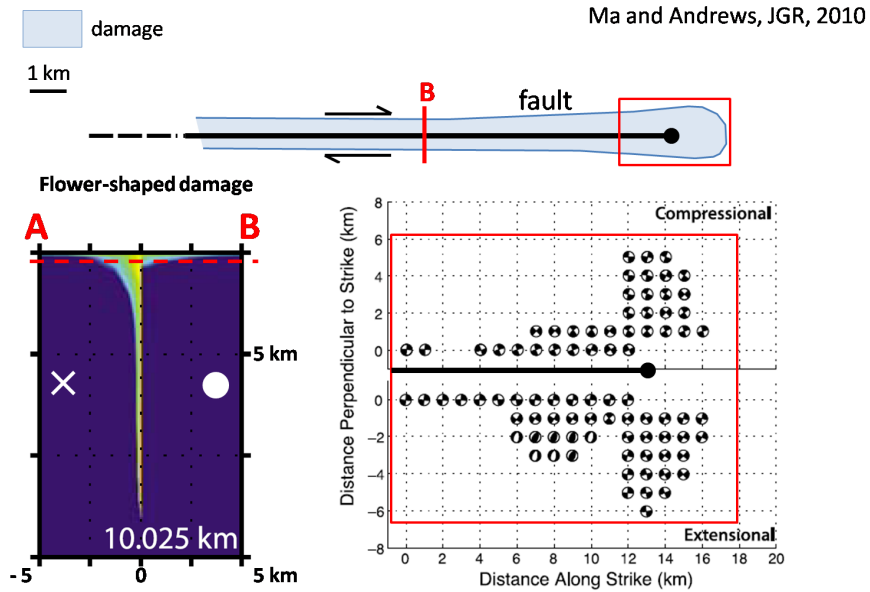 Ma and Andrews, JGR, 2010
damage
1 km
B
fault
Flower-shaped damage
A
B
5 km
10.025 km
- 5
0
5 km
Distance Perpendicular to Strike (km)
8
6
4
2
0
0
−2
−4
−6
−8
Compressional
Extensional
0
2
4
6
8
10
12
14
16
18
20
Distance Along Strike (km)